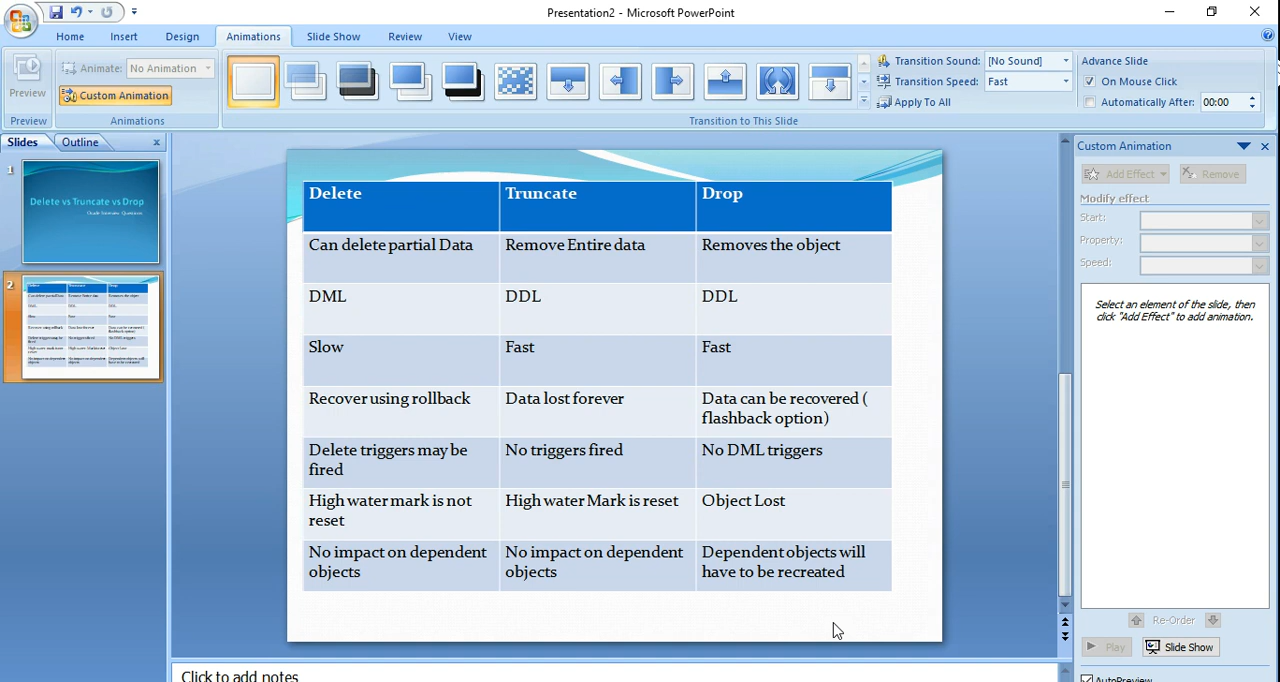 Presentation2 - Microsoft PowerPoint
Home Insert Design Animations Slide Show Review View
Preview
Preview
Animate: No Animation
Custom Animation
Animations
Transition to This Slide
Transition Sound: [No Sound]
Transition Speed: Fast
Apply To All
Advance Slide
On Mouse Click
Automatically After: 00:00
Slides Outline
1
Delete vs Truncate vs Drop
2
Delete Truncate Drop
Can delete partial Data Remove Entire data Removes the object
DML DDL DDL
Slow Fast Fast
Recover using rollback Data lost forever Data can be recovered (
flashback option)
Delete triggers may be No triggers fired No DML triggers
fired
High water mark is not High water Mark is reset Object Lost
reset
No impact on dependent No impact on dependent Dependent objects will
objects objects have to be recreated
Click to add notes
Custom Animation
Add Effect Remove
Modify effect
Start:
Property:
Speed:
Select an element of the slide, then
click "Add Effect" to add animation.
Re-Order
Play Slide Show
AutoPreview